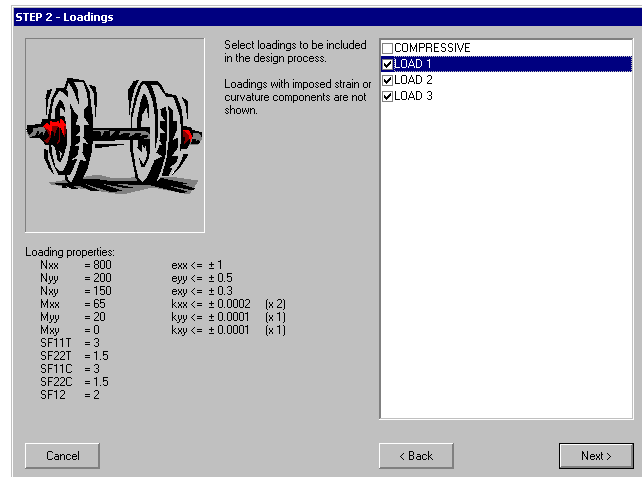 STEP 2 - Loadings
Select loadings to be included
in the design process.
Loadings with imposed strain or
curvature components are not
shown.
COMPRESSIVE
LOAD 1
LOAD 2
LOAD 3
Loading properties:
Nxx = 800 exx <= ± 1
Nyy = 200 eyy <= ± 0.5
Nxy = 150 exy <= ± 0.3
Mxx = 65 kxx <= ± 0.0002 (x 2)
Myy = 20 kyy <= ± 0.0001 (x 1)
Mxy = 0 kxy <= ± 0.0001 (x 1)
SF11T = 3
SF22T = 1.5
SF11C = 3
SF22C = 1.5
SF12 = 2
Cancel
< Back
Next >